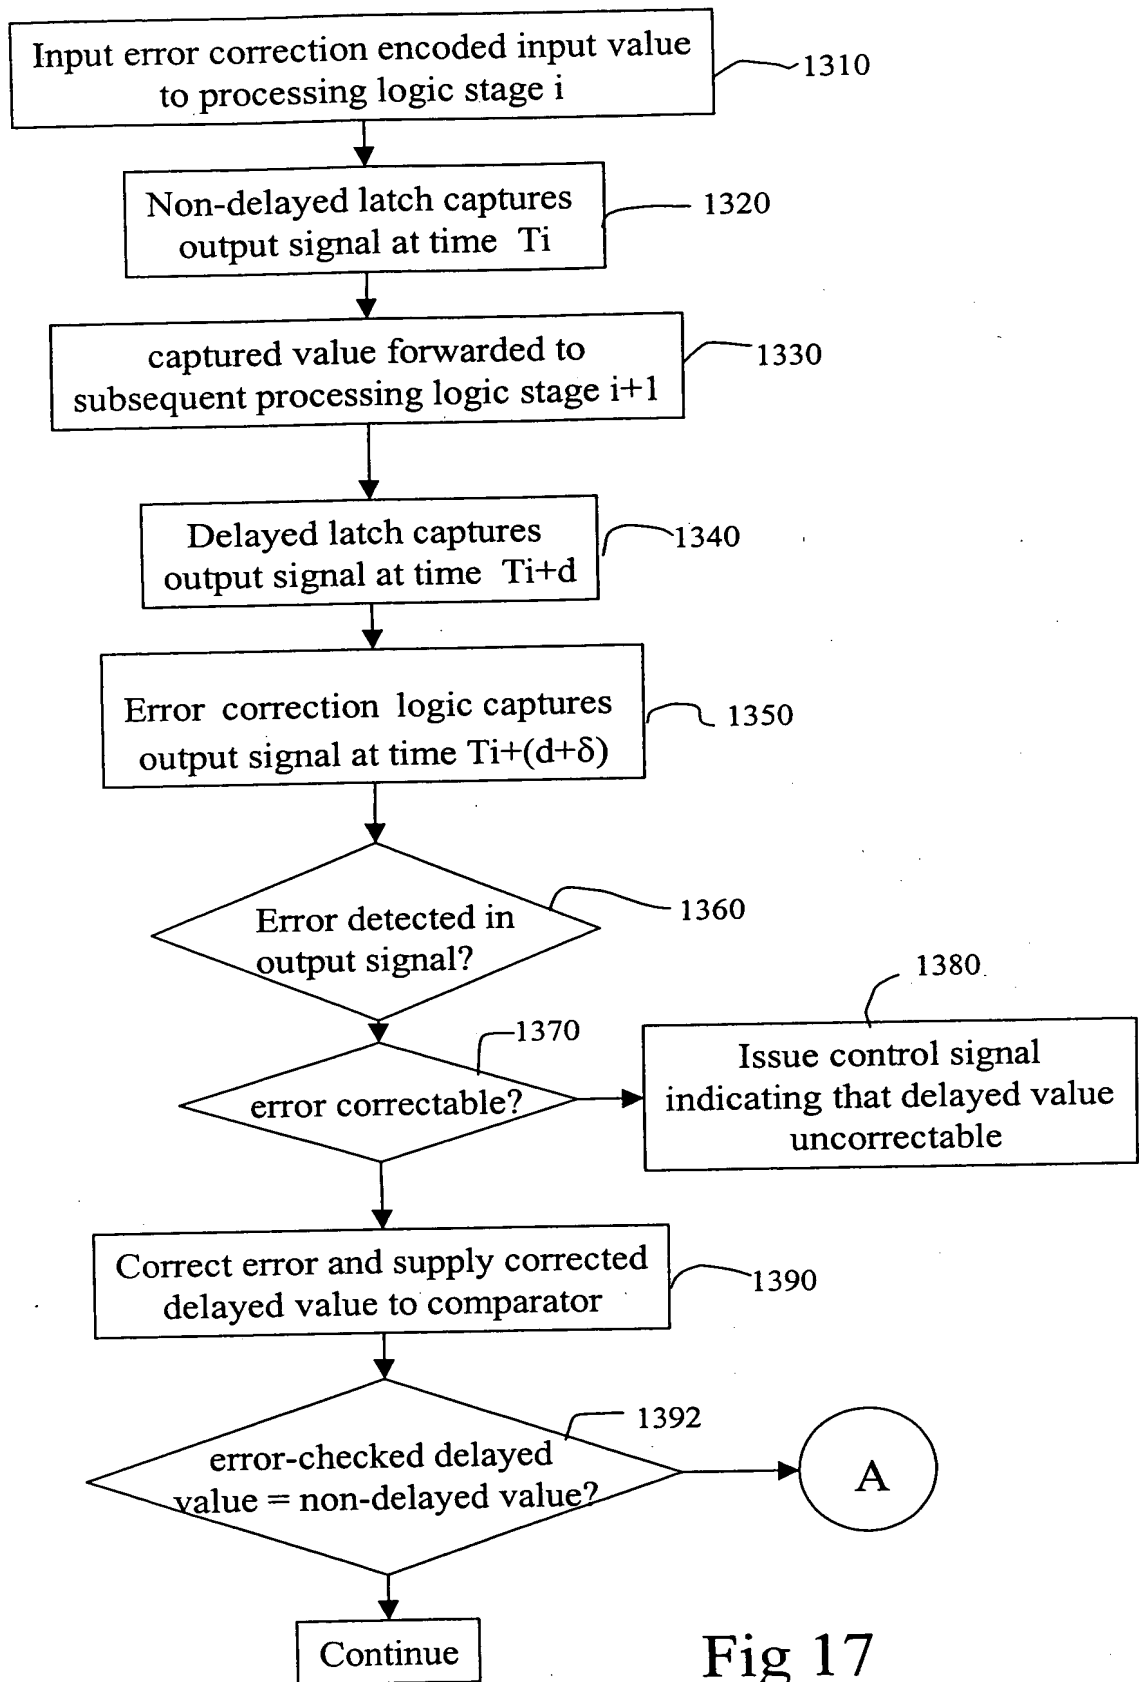 Input error correction encoded input value
to processing logic stage i
1310
Non-delayed latch captures
output signal at time Ti
1320
captured value forwarded to
subsequent processing logic stage i+1
1330
Delayed latch captures
output signal at time Ti+d
1340
Error correction logic captures
output signal at time Ti+(d+δ)
1350
Error detected in
output signal?
1360
1370
error correctable?
1380
Issue control signal
indicating that delayed value
uncorrectable
Correct error and supply corrected
delayed value to comparator
1390
1392
error-checked delayed
value = non-delayed value?
A
Continue
Fig 17